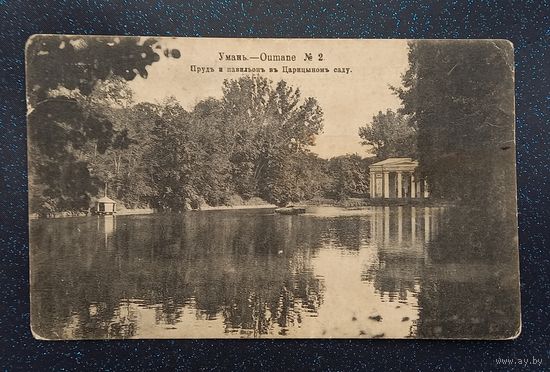 Умань.—Oumane № 2
Прудъ и павильонъ въ Царицыномъ саду.
www.ay.by